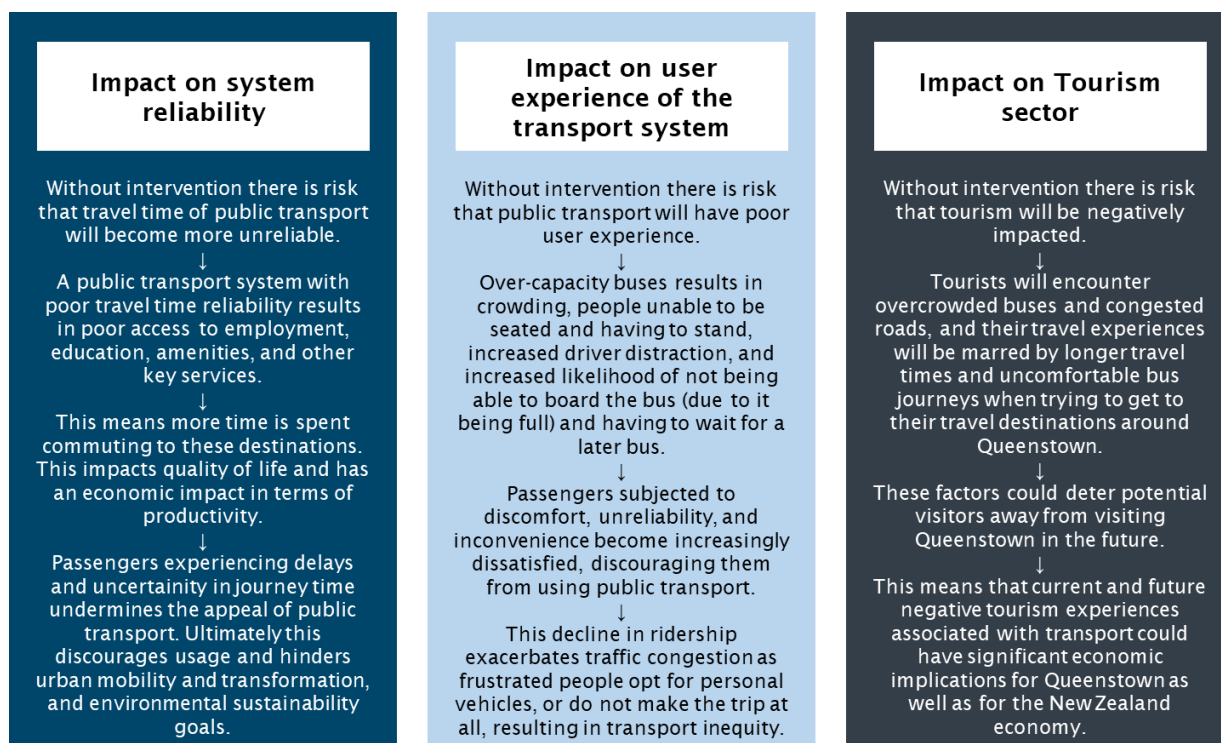 Impact on system
reliability
Without intervention there is risk
that travel time of public transport
will become more unreliable.
↓
A public transport system with
poor travel time reliability results
in poor access to employment,
education, amenities, and other
key services.
↓
This means more time is spent
commuting to these destinations.
This impacts quality of life and has
an economic impact in terms of
productivity.
↓
Passengers experiencing delays
and uncertainity in journey time
undermines the appeal of public
transport. Ultimately this
discourages usage and hinders
urban mobility and transformation,
and environmental sustainability
goals.
Impact on user
experience of the
transport system
Without intervention there is risk
that public transport will have poor
user experience.
↓
Over-capacity buses results in
crowding, people unable to be
seated and having to stand,
increased driver distraction, and
increased likelihood of not being
able to board the bus (due to it
being full) and having to wait for a
later bus.
↓
Passengers subjected to
discomfort, unreliability, and
inconvenience become increasingly
dissatisfied, discouraging them
from using public transport.
↓
This decline in ridership
exacerbates traffic congestion as
frustrated people opt for personal
vehicles, or do not make the trip at
all, resulting in transport inequity.
Impact on Tourism
sector
Without intervention there is risk
that tourism will be negatively
impacted.
↓
Tourists will encounter
overcrowded buses and congested
roads, and their travel experiences
will be marred by longer travel
times and uncomfortable bus
journeys when trying to get to
their travel destinations around
Queenstown.
↓
These factors could deter potential
visitors away from visiting
Queenstown in the future.
↓
This means that current and future
negative tourism experiences
associated with transport could
have significant economic
implications for Queenstown as
well as for the New Zealand
economy.